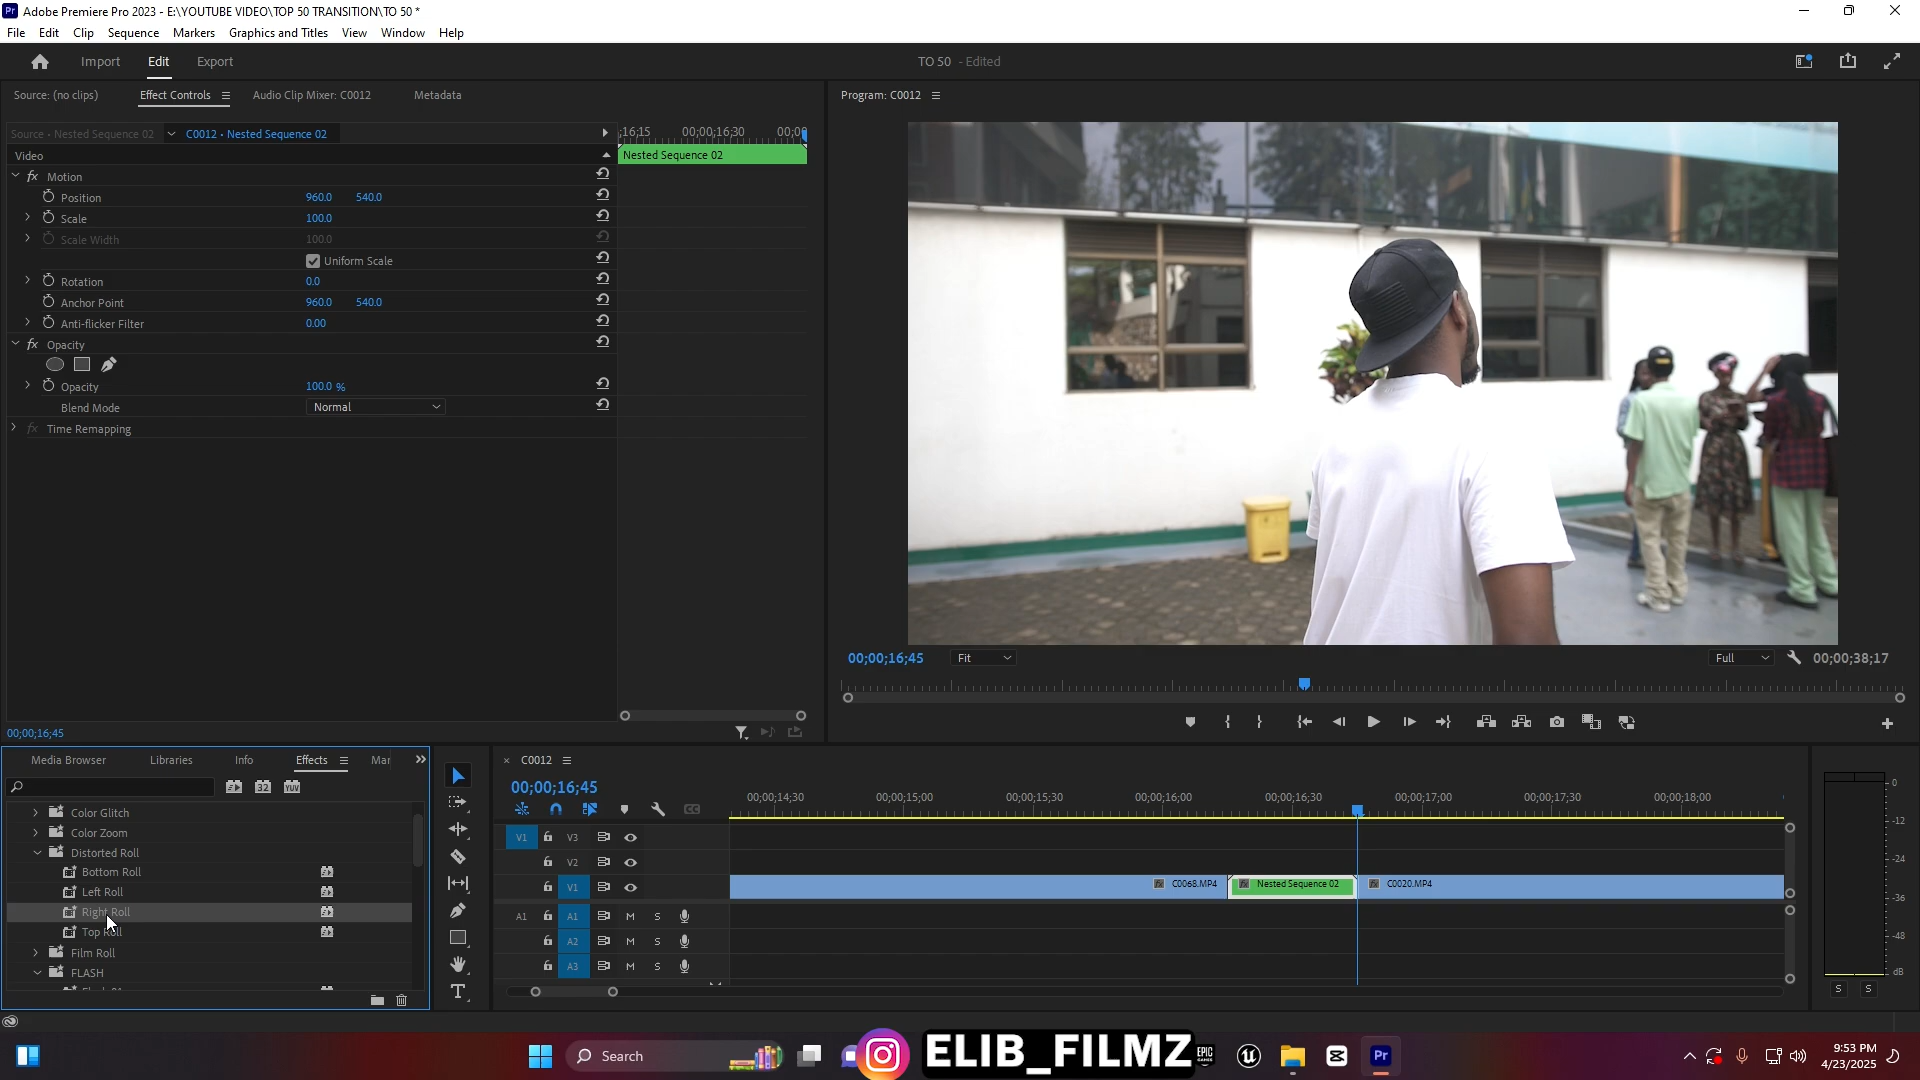 Adobe Premiere Pro 2023 - E:\YOUTUBE VIDEO\TOP 50 TRANSITION\TO 50 *
File Edit Clip Sequence Markers Graphics and Titles View Window Help
Import Edit Export
TO 50 - Edited
Source: (no clips) Effect Controls Audio Clip Mixer: C0012 Metadata
Program: C0012
Source • Nested Sequence 02 C0012 • Nested Sequence 02
;16;15 00;00;16;30
Video
Nested Sequence 02
fx Motion
Position 960.0 540.0
Scale 100.0
Scale Width 100.0
Uniform Scale
Rotation 0.0
Anchor Point 960.0 540.0
Anti-flicker Filter 0.00
fx Opacity
Opacity 100.0 %
Blend Mode Normal
fx Time Remapping
00;00;16;45
00;00;16;45 Fit Full 00;00;38;17
Media Browser Libraries Info Effects Mar
32 YUV
Color Glitch
Color Zoom
Distorted Roll
Bottom Roll
Left Roll
Right Roll
Top Roll
Film Roll
FLASH
C0012
00;00;16;45
00;00;14;30 00;00;15;00 00;00;15;30 00;00;16;00 00;00;16;30 00;00;17;00 00;00;17;30 00;00;18;00
V1 V3
V2
V1 C0068.MP4 Nested Sequence 02 C0020.MP4
A1 A1 M S
A2 M S
A3 M S
0
-12
-24
-36
-48
dB
S S
Search
ELIB_FILMZ
EPIC GAMES
Pr
9:53 PM
4/23/2025